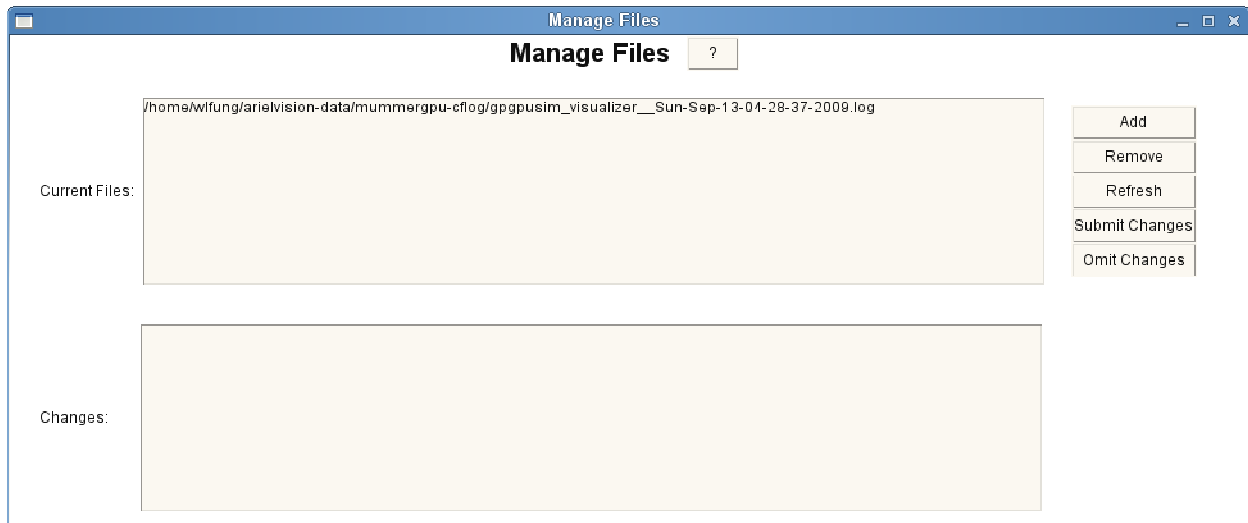 Manage Files
Manage Files ?
/home/wlfung/arielvision-data/mummergpu-cflog/gpgpusim_visualizer__Sun-Sep-13-04-28-37-2009.log
Add
Remove
Current Files:
Refresh
Submit Changes
Omit Changes
Changes: